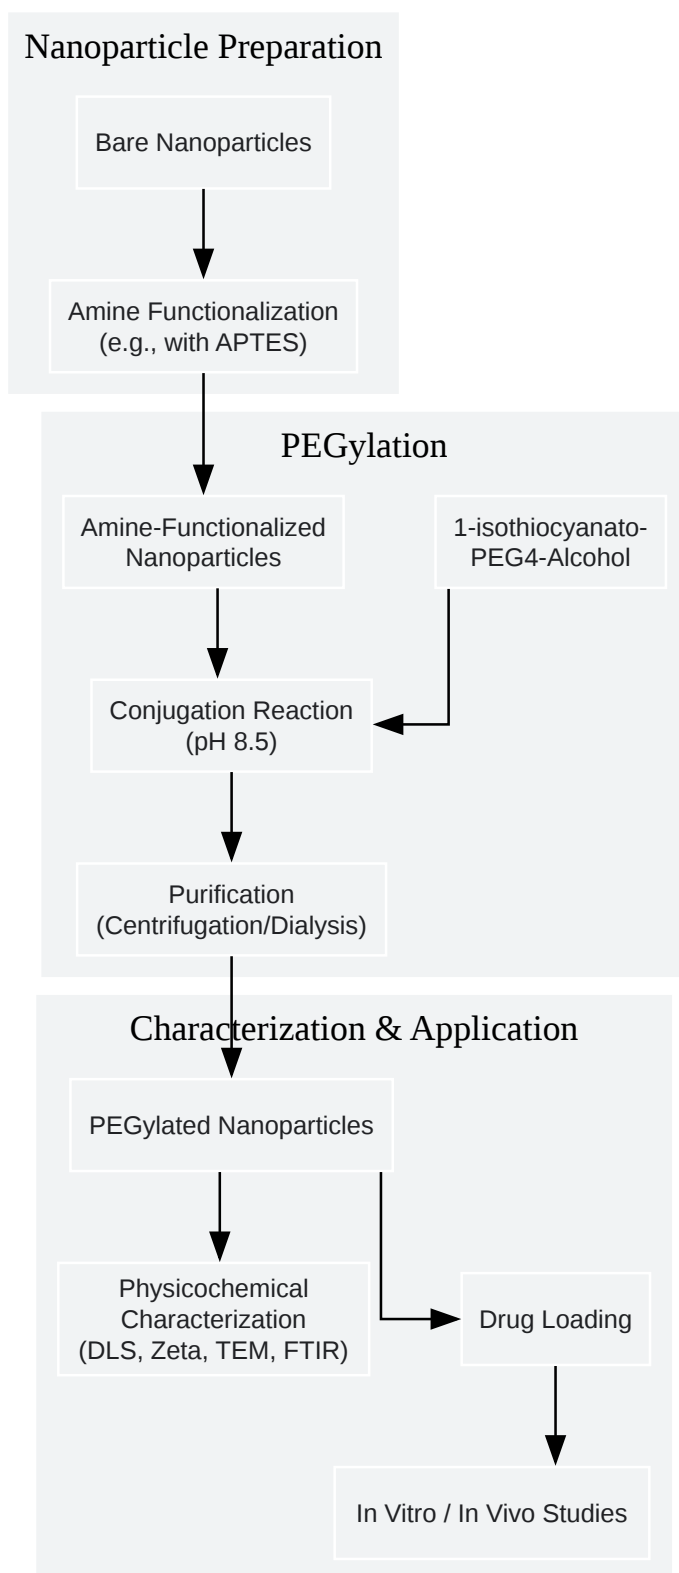 Nanoparticle Preparation
Bare Nanoparticles
Amine Functionalization
(e.g., with APTES)
PEGylation
Amine-Functionalized
Nanoparticles
1-isothiocyanato-
PEG4-Alcohol
Conjugation Reaction
(pH 8.5)
Purification
(Centrifugation/Dialysis)
Characterization & Application
PEGylated Nanoparticles
Physicochemical
Characterization
(DLS, Zeta, TEM, FTIR)
Drug Loading
In Vitro / In Vivo Studies